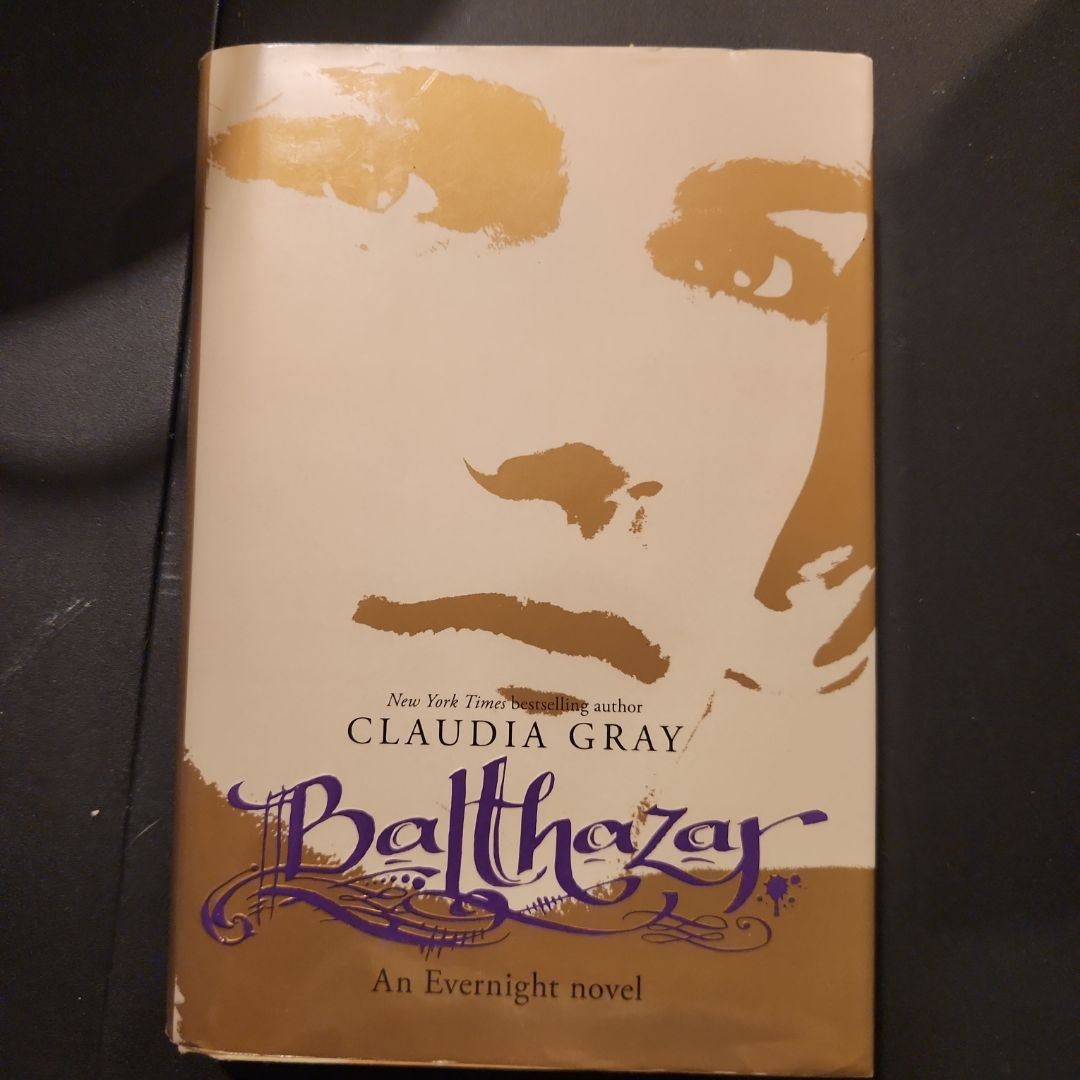 New York Times bestselling author
CLAUDIA GRAY
Balthazar
An Evernight novel